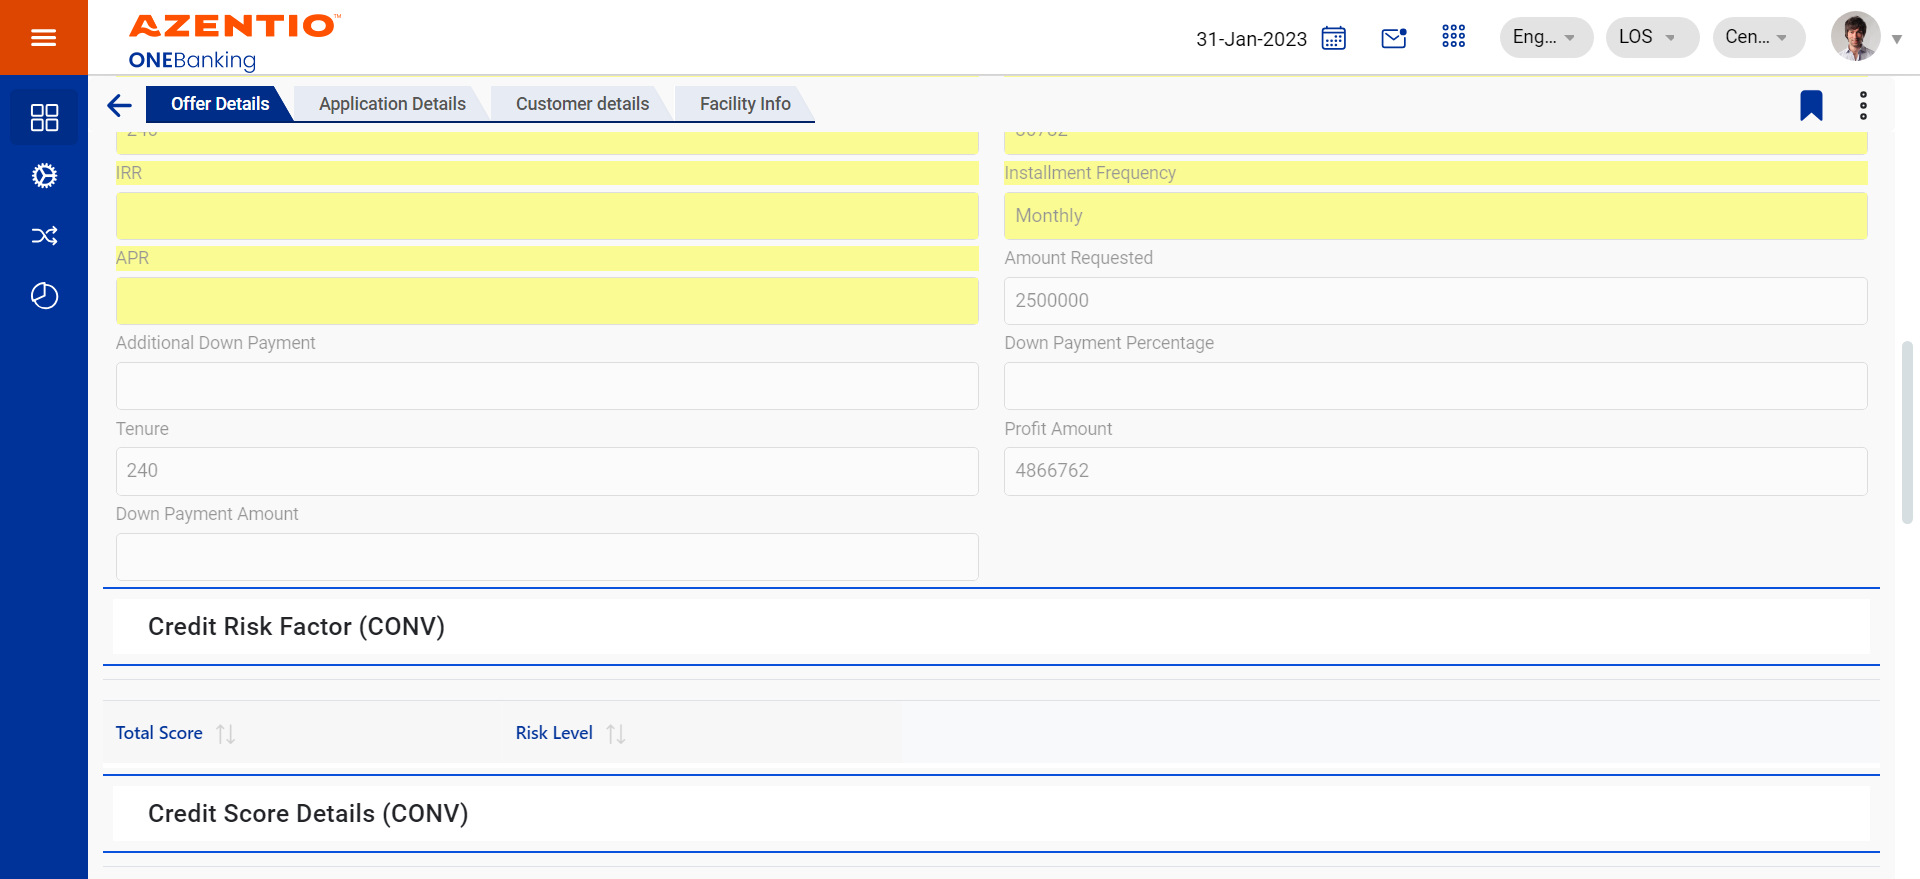 AZENTIO™
ONEBanking
31-Jan-2023
Eng...
LOS
Cen...
Offer Details
Application Details
Customer details
Facility Info
IRR
Installment Frequency
Monthly
APR
Amount Requested
2500000
Additional Down Payment
Down Payment Percentage
Tenure
Profit Amount
240
4866762
Down Payment Amount
Credit Risk Factor (CONV)
Total Score
Risk Level
Credit Score Details (CONV)